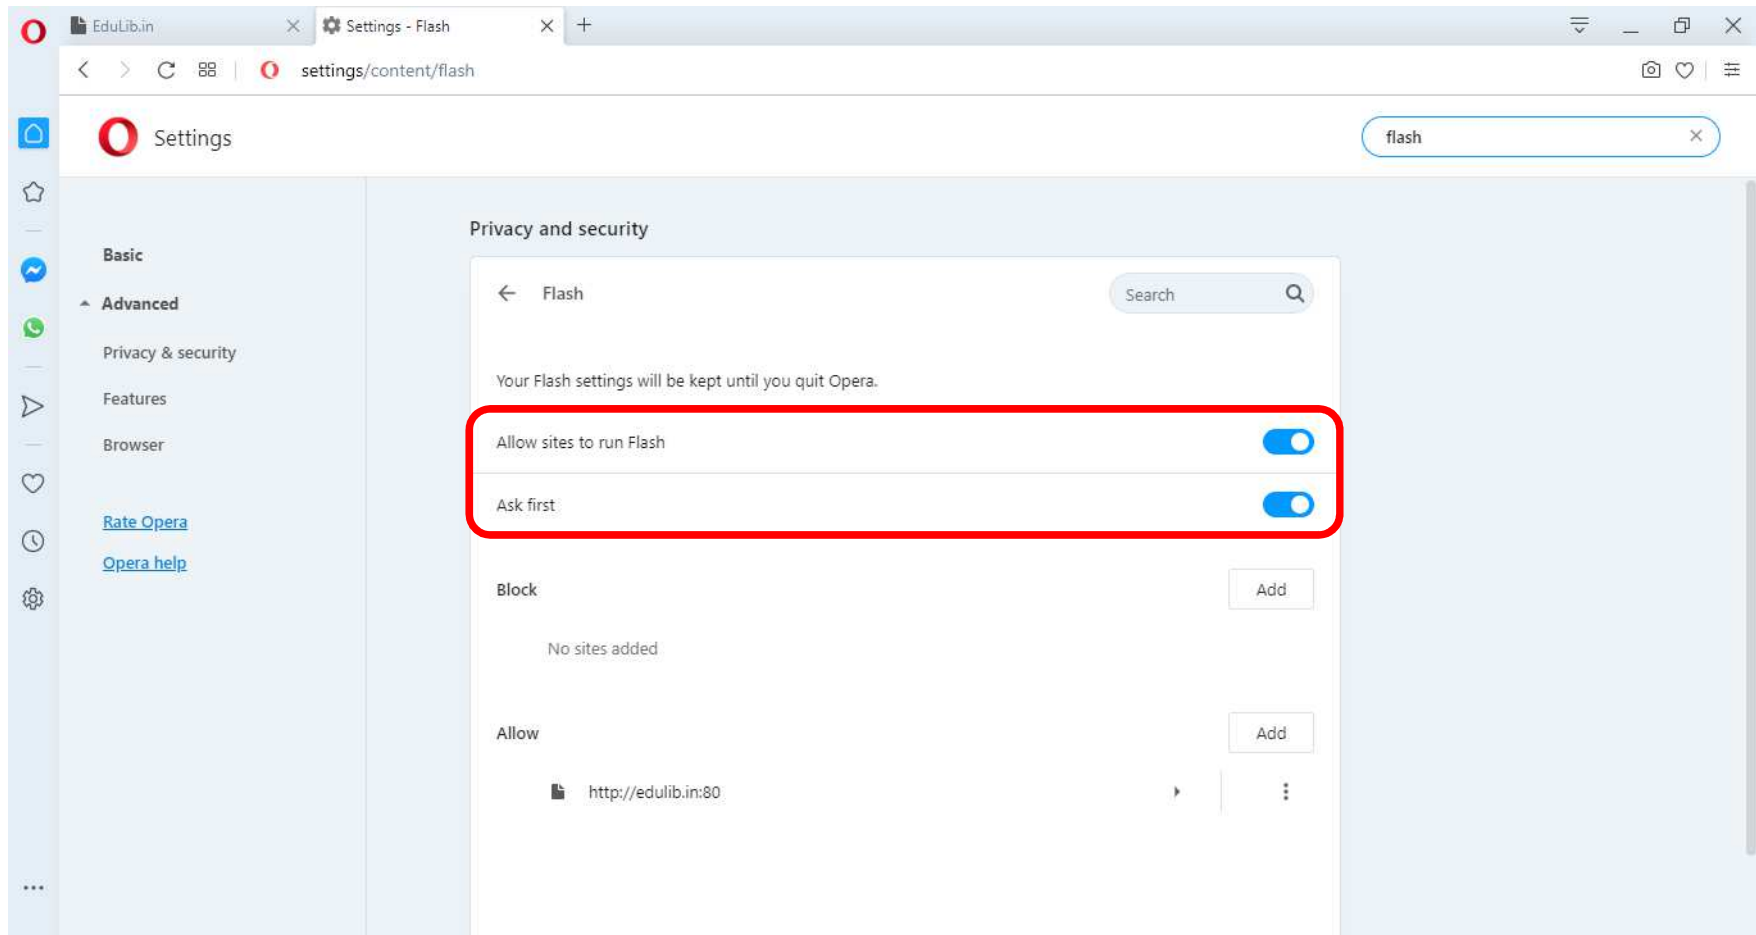 EduLib.in
Settings - Flash
settings/content/flash
Settings
flash
Privacy and security
Basic
Advanced
Privacy & security
Features
Browser
Rate Opera
Opera help
Flash
Search
Your Flash settings will be kept until you quit Opera.
Allow sites to run Flash
Ask first
Block
Add
No sites added
Allow
Add
http://edulib.in:80